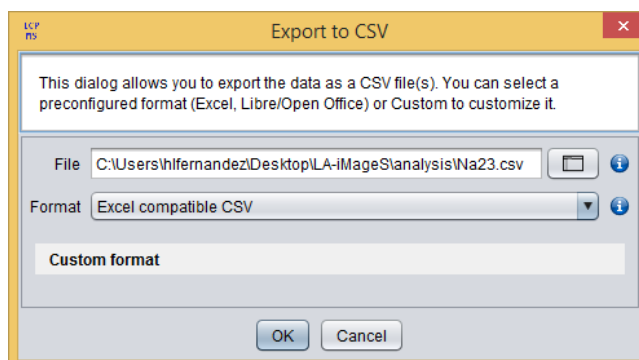 LCP
MS
Export to CSV
This dialog allows you to export the data as a CSV file(s). You can select a
preconfigured format (Excel, Libre/Open Office) or Custom to customize it.
File C:\Users\hlfernandez\Desktop\LA-iMageS\analysis\Na23.csv
Format Excel compatible CSV
Custom format
OK Cancel